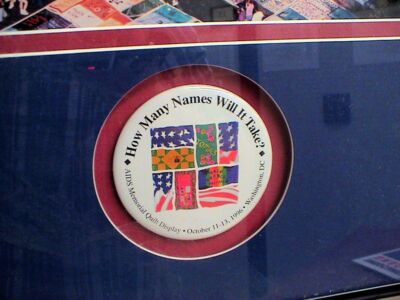 How Many Names Will It Take?
AIDS Memorial Quilt Display • October 11-13, 1996 • Washington, DC